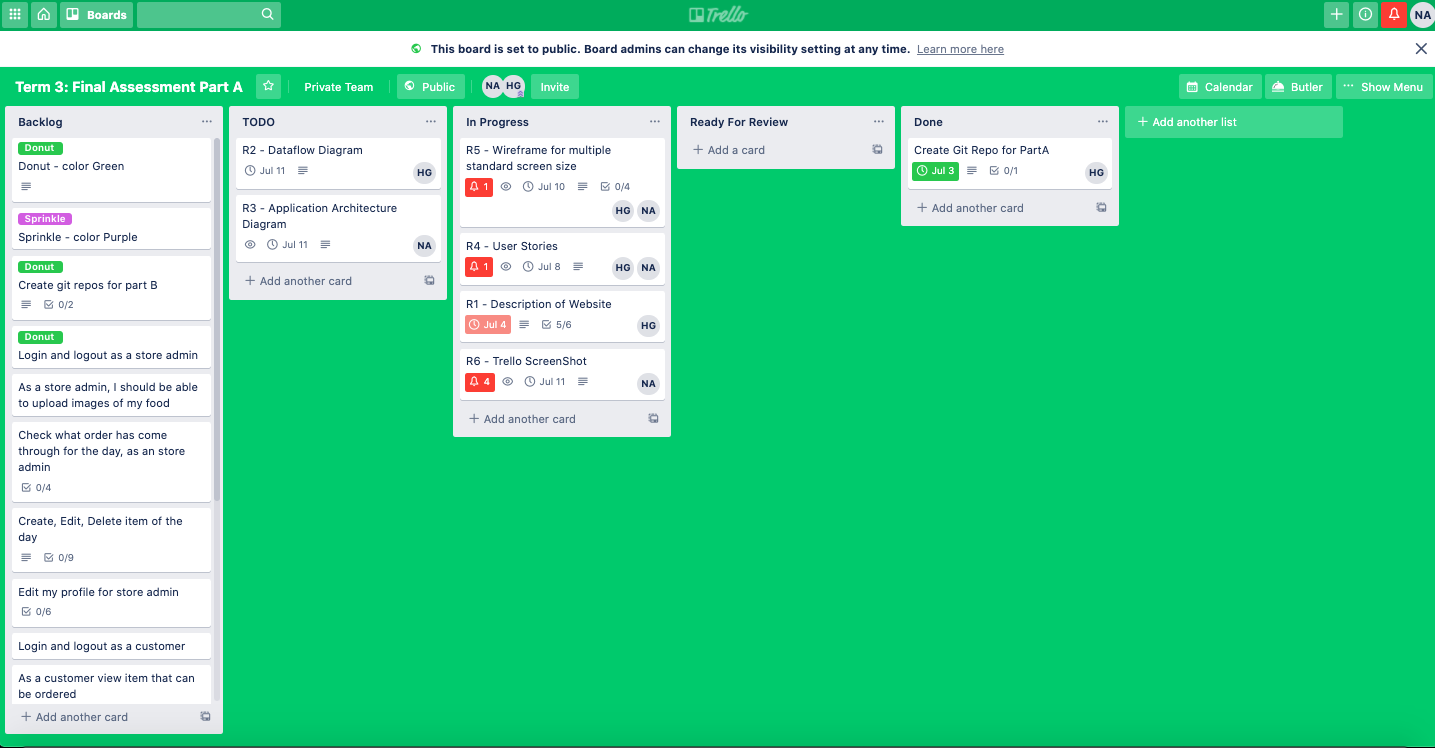 Boards
Trello
NA
This board is set to public. Board admins can change its visibility setting at any time. Learn more here
Term 3: Final Assessment Part A
Private Team
Public
NA
HG
Invite
Calendar
Butler
Show Menu
Backlog
Donut
Donut - color Green
Sprinkle
Sprinkle - color Purple
Donut
Create git repos for part B
0/2
Donut
Login and logout as a store admin
As a store admin, I should be able
to upload images of my food
Check what order has come
through for the day, as an store
admin
0/4
Create, Edit, Delete item of the
day
0/9
Edit my profile for store admin
0/6
Login and logout as a customer
As a customer view item that can
be ordered
Add another card
TODO
R2 - Dataflow Diagram
Jul 11
HG
R3 - Application Architecture
Diagram
Jul 11
NA
Add another card
In Progress
R5 - Wireframe for multiple
standard screen size
1 Jul 10 0/4
HG NA
R4 - User Stories
1 Jul 8
HG NA
R1 - Description of Website
Jul 4 5/6
HG
R6 - Trello ScreenShot
4 Jul 11
NA
Add another card
Ready For Review
Add a card
Done
Create Git Repo for PartA
Jul 3 0/1
HG
Add another card
Add another list